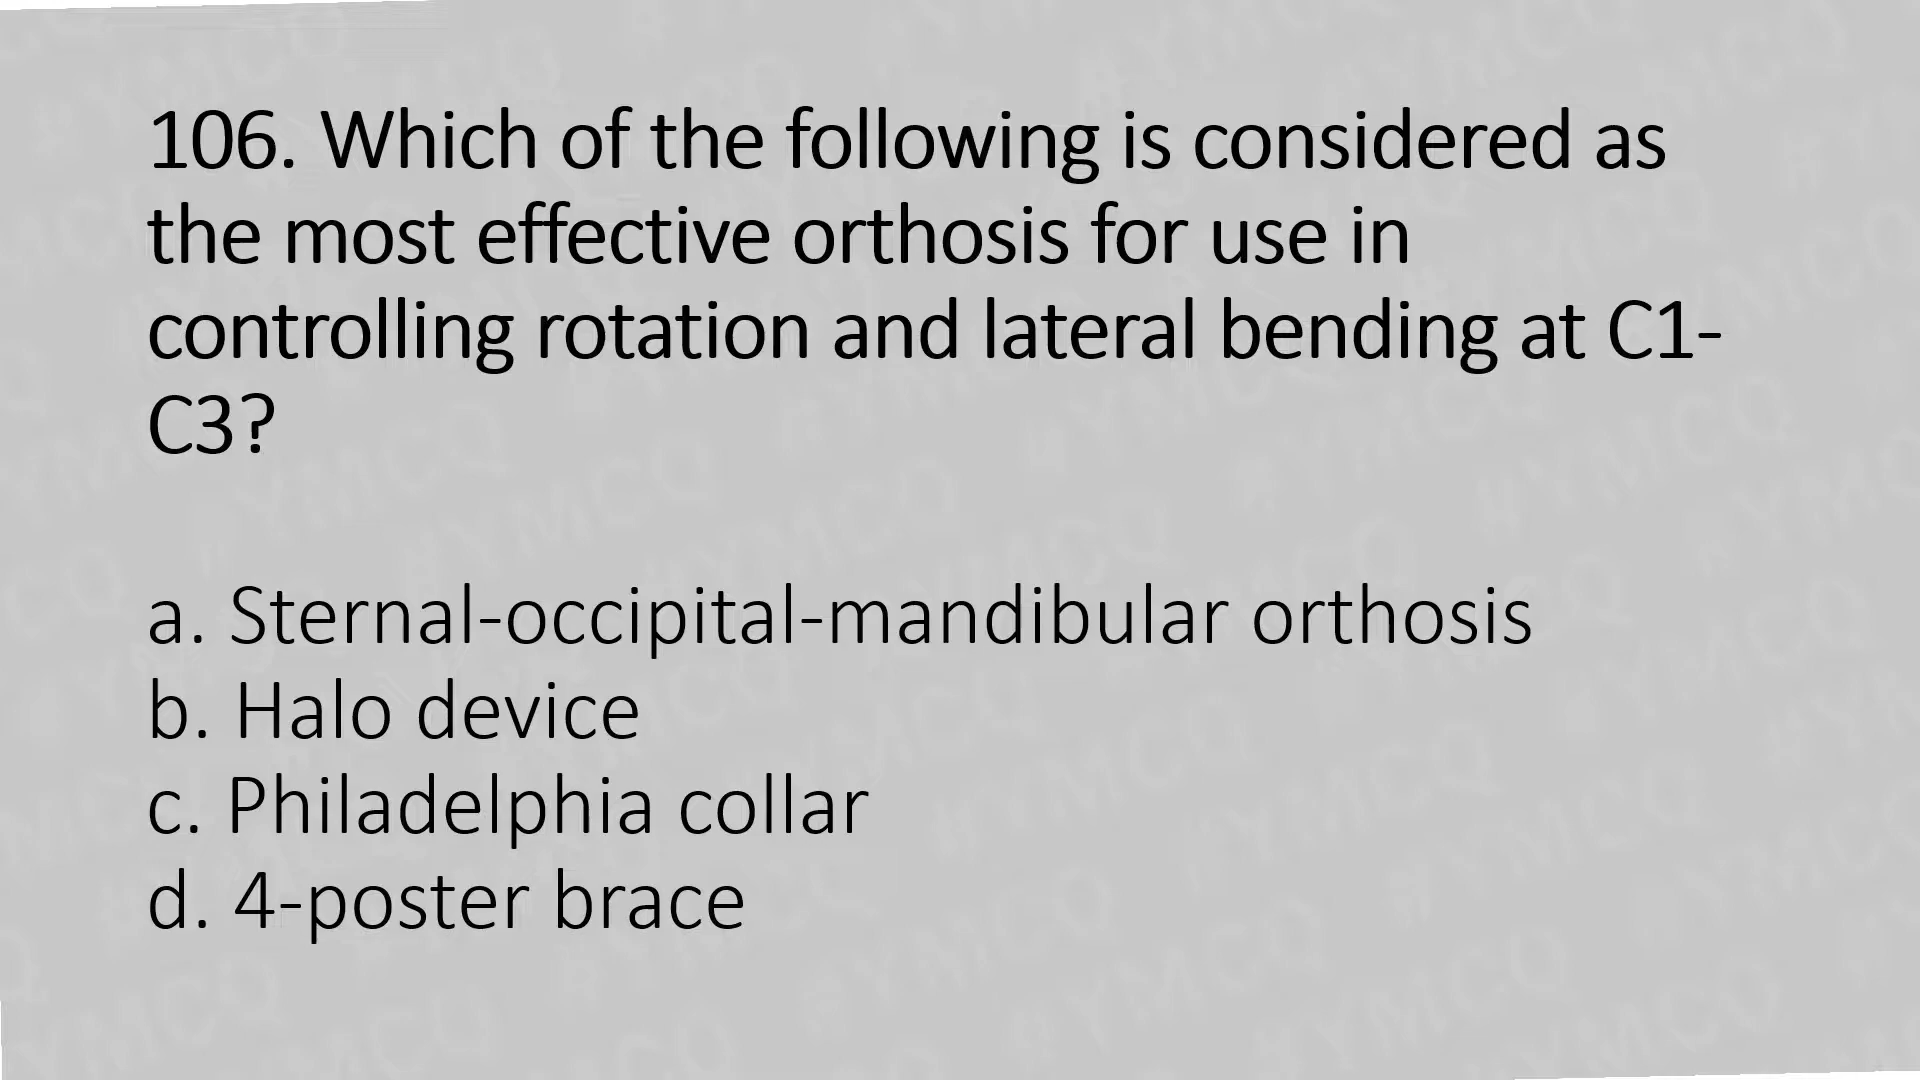 106. Which of the following is considered as
the most effective orthosis for use in
controlling rotation and lateral bending at C1-
C3?
a. Sternal-occipital-mandibular orthosis
b. Halo device
c. Philadelphia collar
d. 4-poster brace